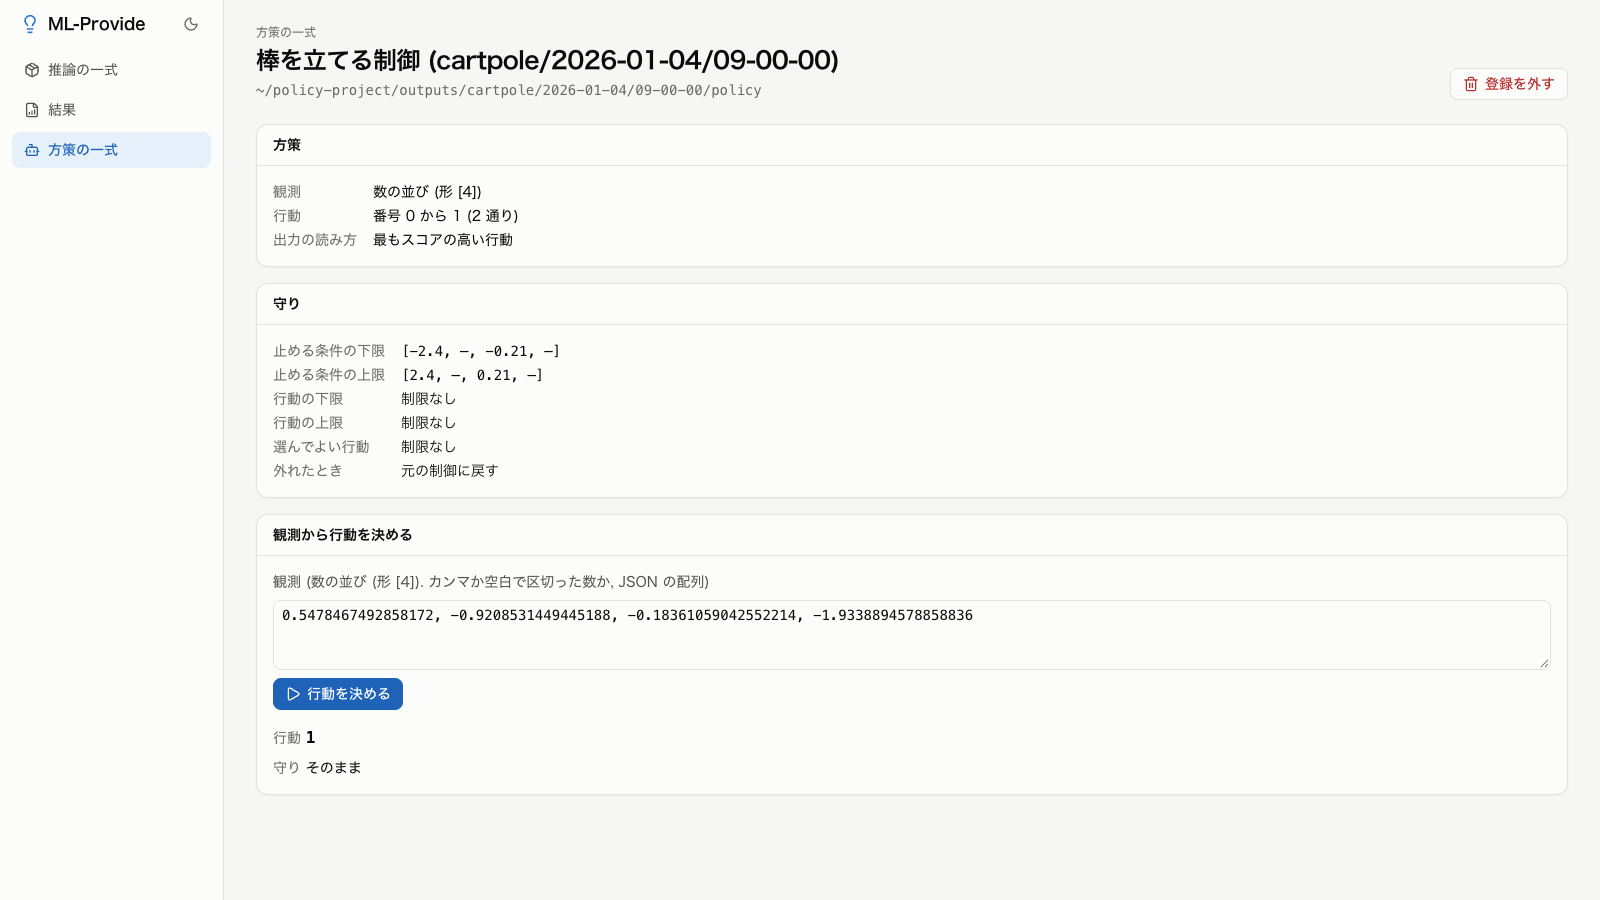 ML-Provide
推論の一式
結果
方策の一式
方策の一式
棒を立てる制御 (cartpole/2026-01-04/09-00-00)
~/policy-project/outputs/cartpole/2026-01-04/09-00-00/policy
登録を外す
方策
観測 数の並び (形 [4])
行動 番号 0 から 1 (2 通り)
出力の読み方 最もスコアの高い行動
守り
止める条件の下限 [-2.4, —, -0.21, —]
止める条件の上限 [2.4, —, 0.21, —]
行動の下限 制限なし
行動の上限 制限なし
選んでよい行動 制限なし
外れたとき 元の制御に戻す
観測から行動を決める
観測 (数の並び (形 [4]). カンマか空白で区切った数か, JSON の配列)
0.5478467492858172, -0.9208531449445188, -0.18361059042552214, -1.9338894578858836
行動を決める
行動 1
守り そのまま